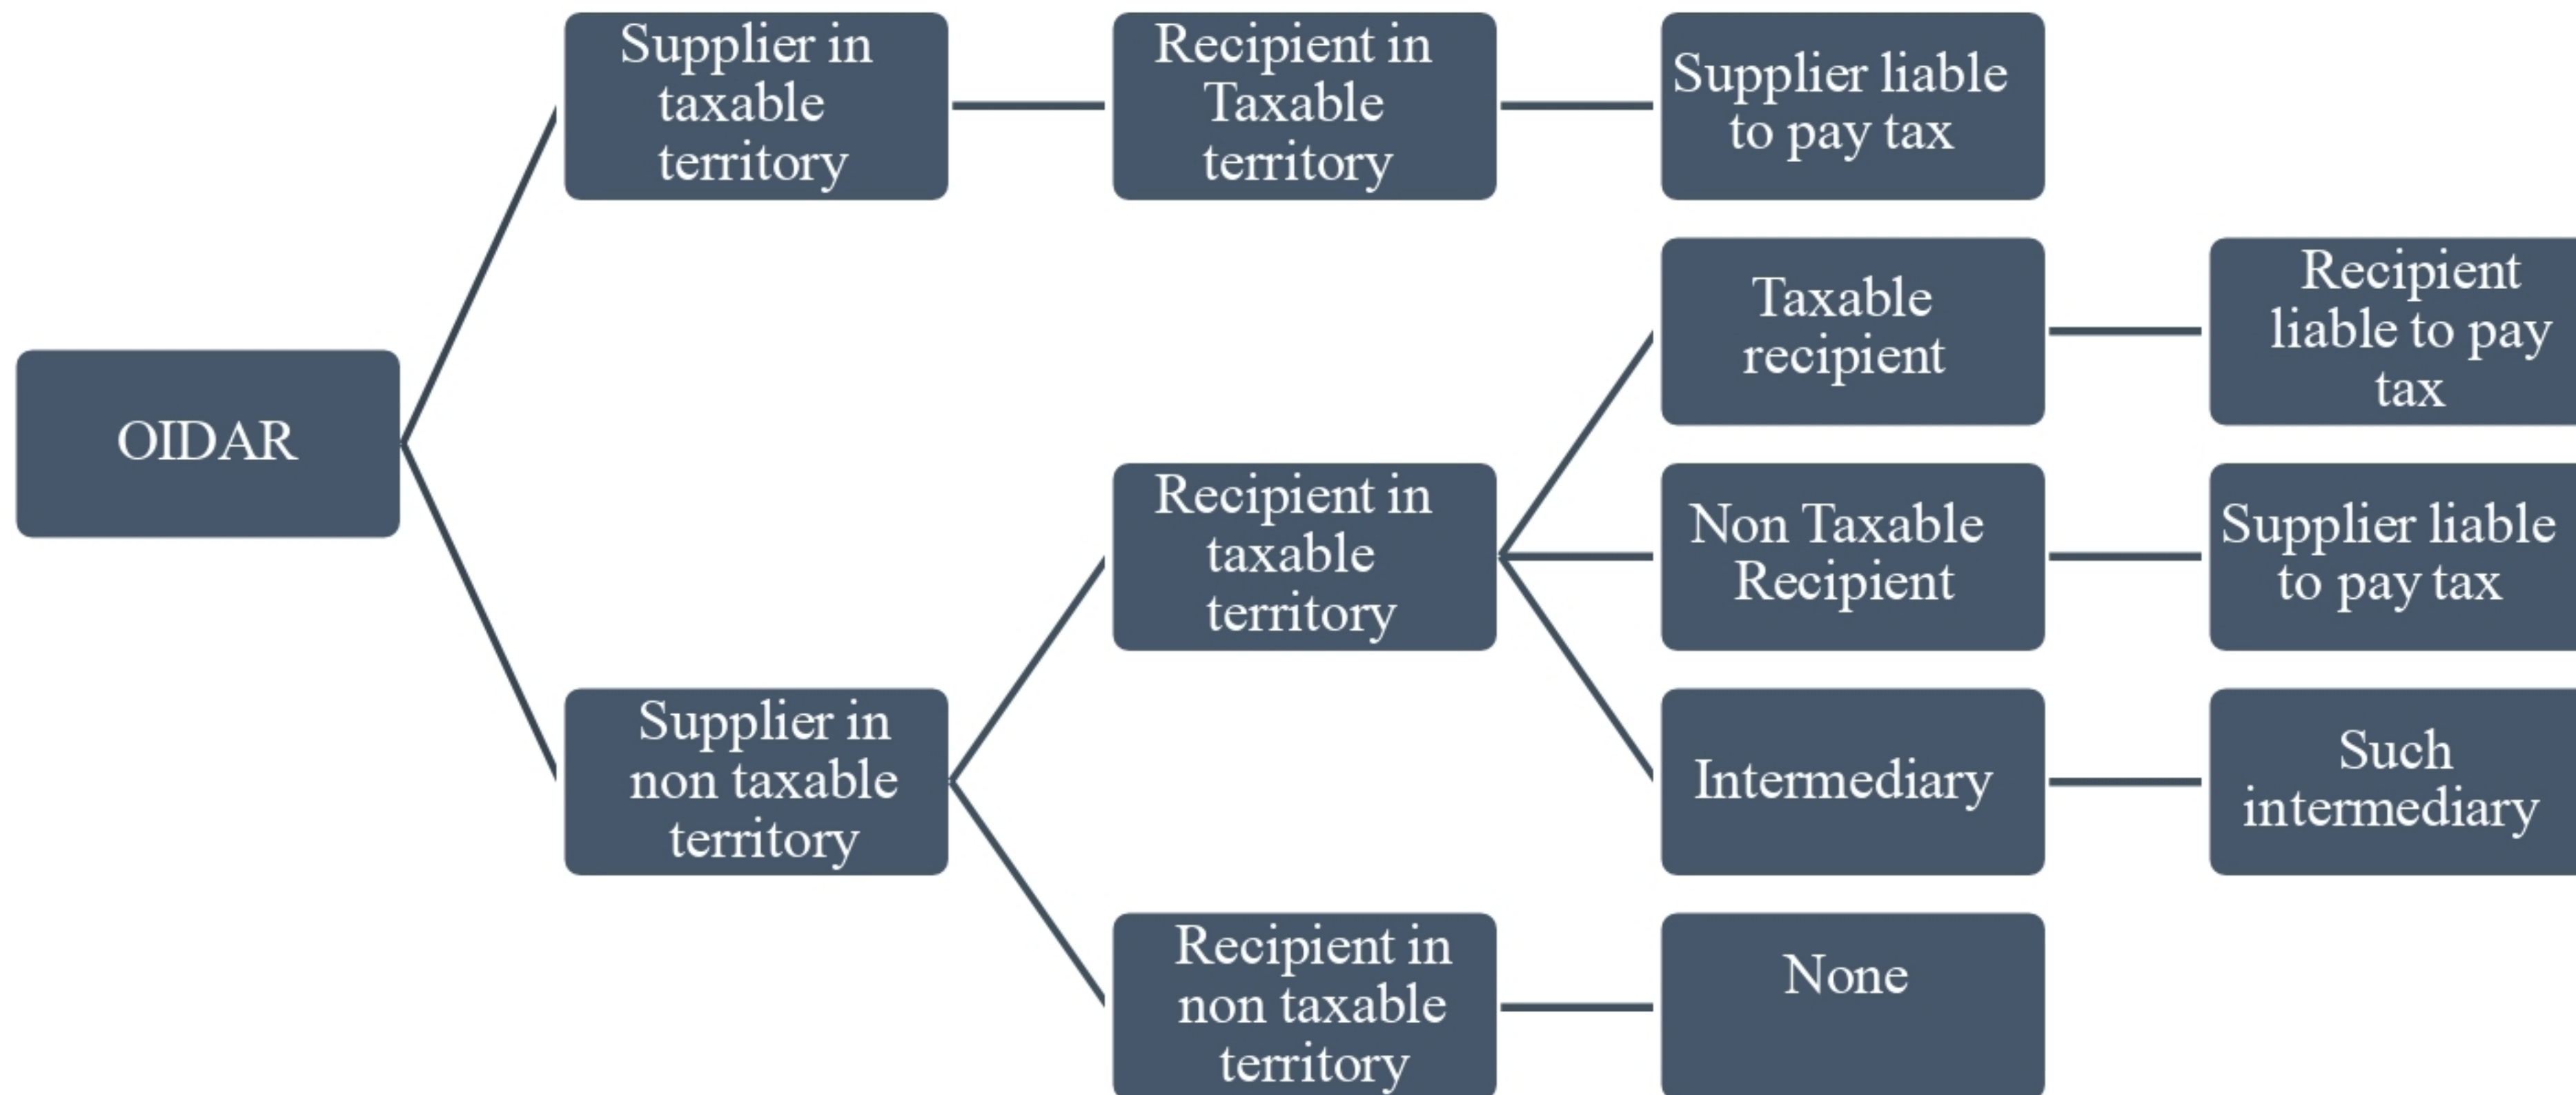 Supplier in
taxable
territory
Recipient in
Taxable
territory
Supplier liable
to pay tax
Taxable
recipient
Recipient
liable to pay
tax
OIDAR
Recipient in
taxable
territory
Non Taxable
Recipient
Supplier liable
to pay tax
Supplier in
non taxable
territory
Intermediary
Such
intermediary
Recipient in
non taxable
territory
None